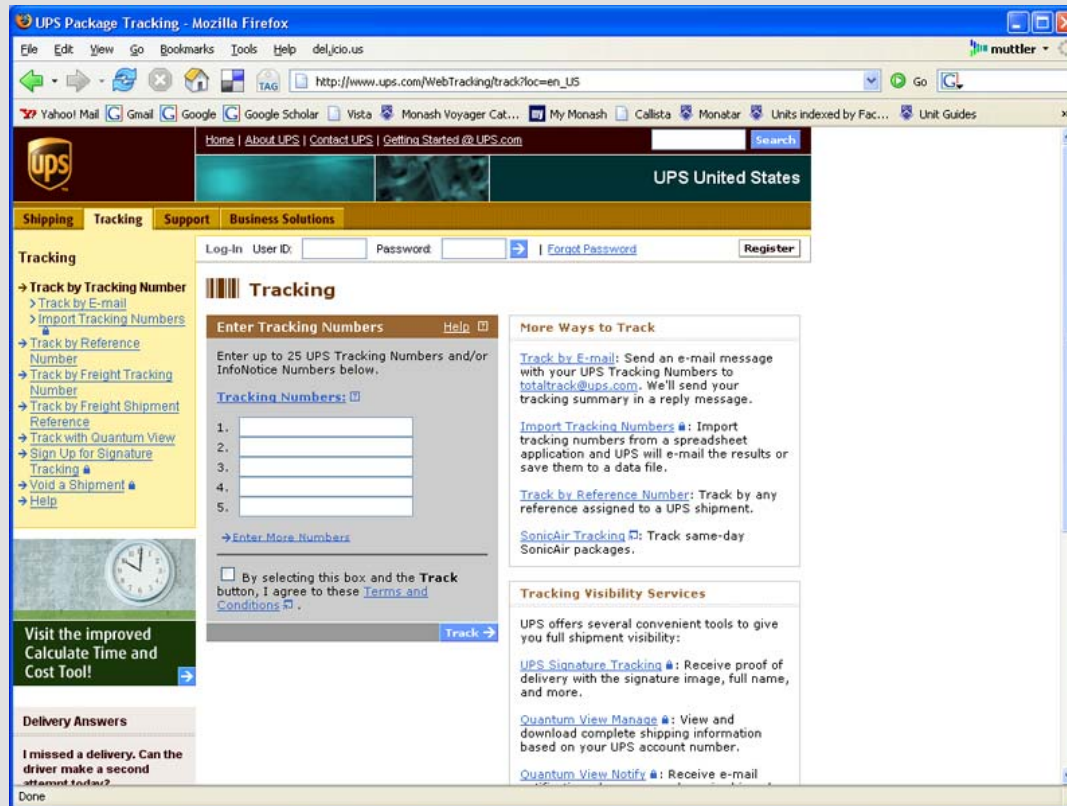 UPS Package Tracking - Mozilla Firefox
File Edit View Go Bookmarks Tools Help del.icio.us
muttler
TAG
http://www.ups.com/WebTracking/track?loc=en_US
Go
G
Yahoo! Mail Gmail Google Google Scholar Vista Monash Voyager Cat... My Monash Callista Monatar Units indexed by Fac... Unit Guides
»
ups
Home | About UPS | Contact UPS | Getting Started @ UPS.com
Search
UPS United States
Shipping Tracking Support Business Solutions
Log-In User ID: Password: | Forgot Password Register
Tracking
Track by Tracking Number
Track by E-mail
Import Tracking Numbers
Track by Reference
Number
Track by Freight Tracking
Number
Track by Freight Shipment
Reference
Track with Quantum View
Sign Up for Signature
Tracking
Void a Shipment
Help
Visit the improved
Calculate Time and
Cost Tool!
Delivery Answers
I missed a delivery. Can the
driver make a second
attempt today?
Tracking
Enter Tracking Numbers Help ?
Enter up to 25 UPS Tracking Numbers and/or
InfoNotice Numbers below.
Tracking Numbers: ?
1.
2.
3.
4.
5.
Enter More Numbers
By selecting this box and the Track
button, I agree to these Terms and
Conditions .
Track
More Ways to Track
Track by E-mail: Send an e-mail message
with your UPS Tracking Numbers to
totaltrack@ups.com. We'll send your
tracking summary in a reply message.
Import Tracking Numbers : Import
tracking numbers from a spreadsheet
application and UPS will e-mail the results or
save them to a data file.
Track by Reference Number: Track by any
reference assigned to a UPS shipment.
SonicAir Tracking : Track same-day
SonicAir packages.
Tracking Visibility Services
UPS offers several convenient tools to give
you full shipment visibility:
UPS Signature Tracking : Receive proof of
delivery with the signature image, full name,
and more.
Quantum View Manage : View and
download complete shipping information
based on your UPS account number.
Quantum View Notify : Receive e-mail
Done